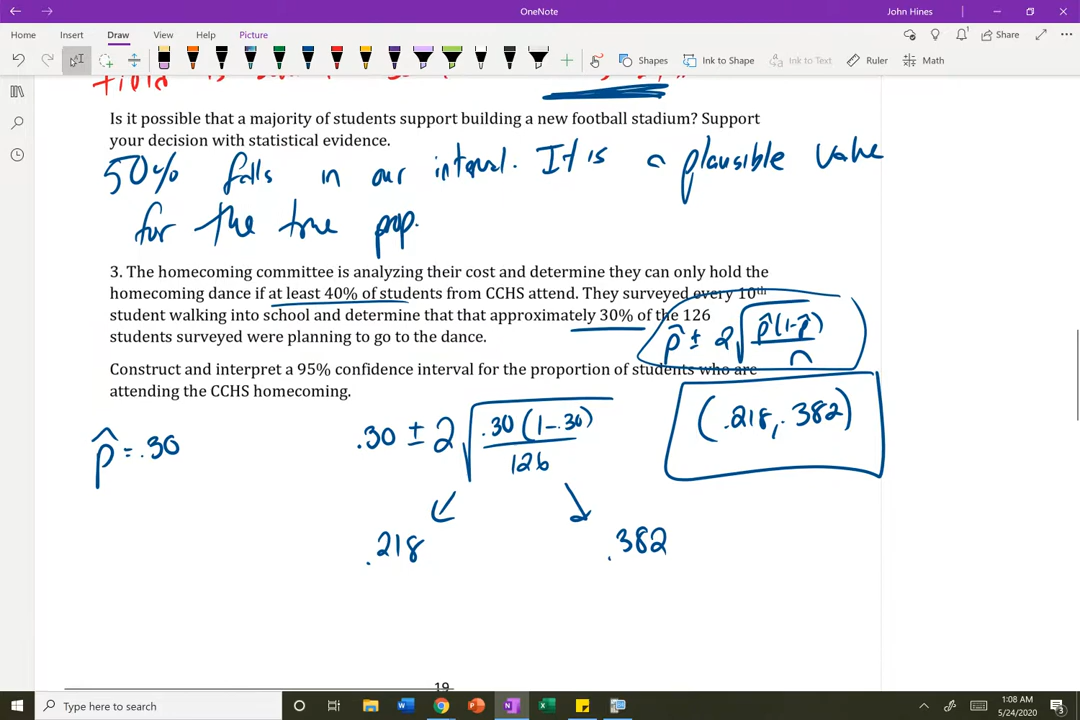 OneNote
John Hines
Home Insert Draw View Help Picture
Share
Shapes Ink to Shape Ink to Text Ruler Math
Is it possible that a majority of students support building a new football stadium? Support
your decision with statistical evidence.
50% falls in our interval. It is a plausible value
for the true prop.
3. The homecoming committee is analyzing their cost and determine they can only hold the
homecoming dance if at least 40% of students from CCHS attend. They surveyed every 10th
student walking into school and determine that that approximately 30% of the 126
students surveyed were planning to go to the dance.
p̂ ± 2√(p̂(1-p̂)/n)
Construct and interpret a 95% confidence interval for the proportion of students who are
attending the CCHS homecoming.
(.218, .382)
p̂ = .30
.30 ± 2√(.30(1-.30)/126)
.218 .382
19
Type here to search
1:08 AM
5/24/2020
3